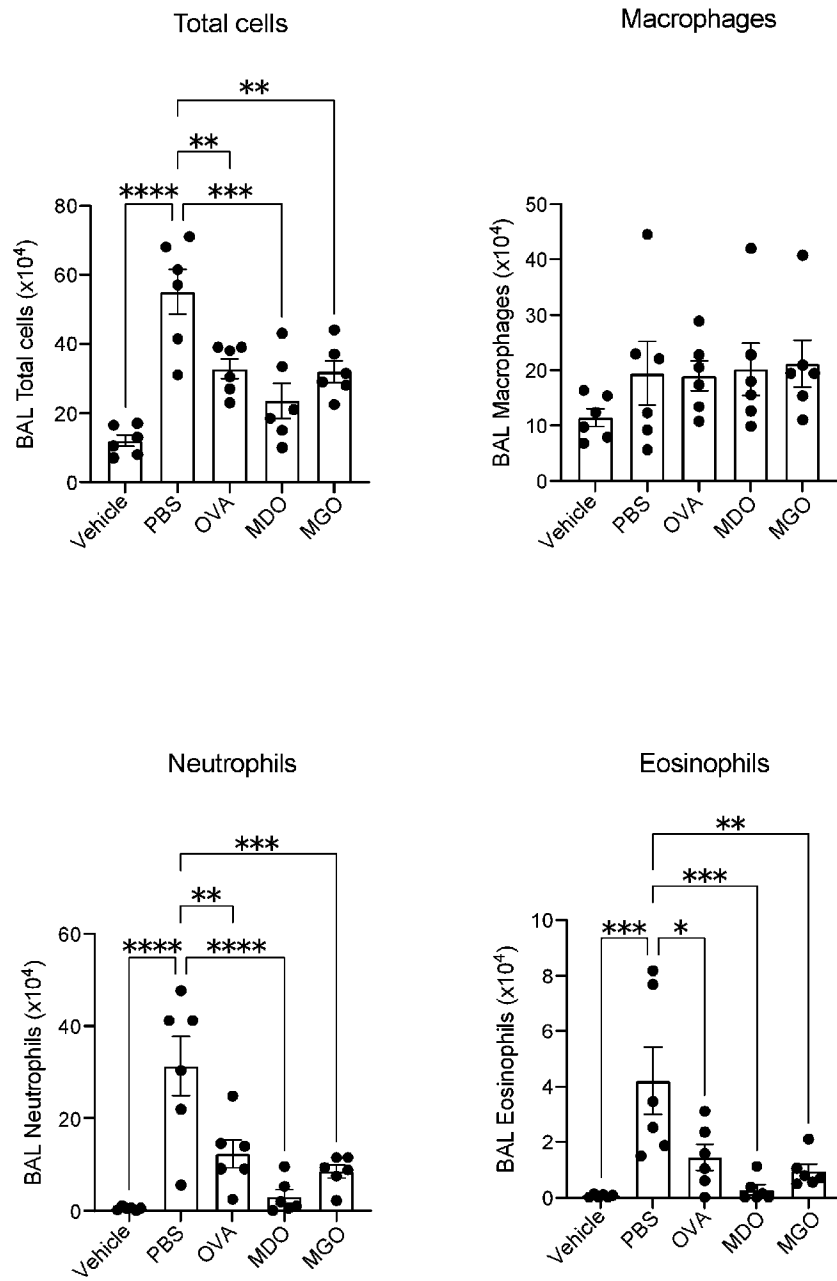 Total cells
**
**
**** ***
BAL Total cells (x10⁴)
80
60
40
20
0
Vehicle PBS OVA MDO MGO
Macrophages
BAL Macrophages (x10⁴)
50
40
30
20
10
0
Vehicle PBS OVA MDO MGO
Neutrophils
***
**
**** ****
BAL Neutrophils (x10⁴)
60
40
20
0
Vehicle PBS OVA MDO MGO
Eosinophils
**
***
*** *
BAL Eosinophils (x10⁴)
10
8
6
4
2
0
Vehicle PBS OVA MDO MGO